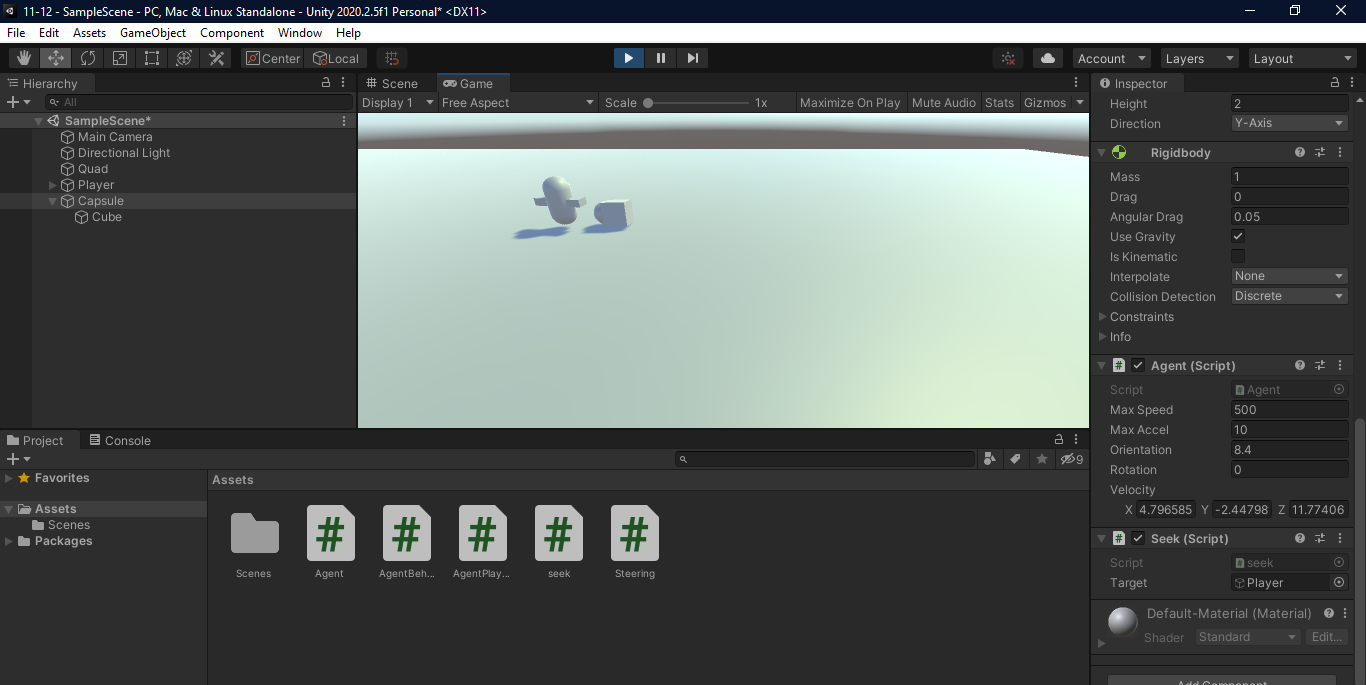 11-12 - SampleScene - PC, Mac & Linux Standalone - Unity 2020.2.5f1 Personal* <DX11>
File Edit Assets GameObject Component Window Help
Center Local Account Layers Layout
Hierarchy
All
SampleScene*
Main Camera
Directional Light
Quad
Player
Capsule
Cube
Scene Game
Display 1 Free Aspect Scale 1x Maximize On Play Mute Audio Stats Gizmos
Inspector
Height 2
Direction Y-Axis
Rigidbody
Mass 1
Drag 0
Angular Drag 0.05
Use Gravity
Is Kinematic
Interpolate None
Collision Detection Discrete
Constraints
Info
Agent (Script)
Script Agent
Max Speed 500
Max Accel 10
Orientation 8.4
Rotation 0
Velocity
X 4.796585 Y -2.44798 Z 11.77406
Seek (Script)
Script seek
Target Player
Default-Material (Material)
Shader Standard Edit...
Add Component
Project Console
9
Favorites
Assets
Scenes
Packages
Assets
Scenes Agent AgentBeh... AgentPlay... seek Steering